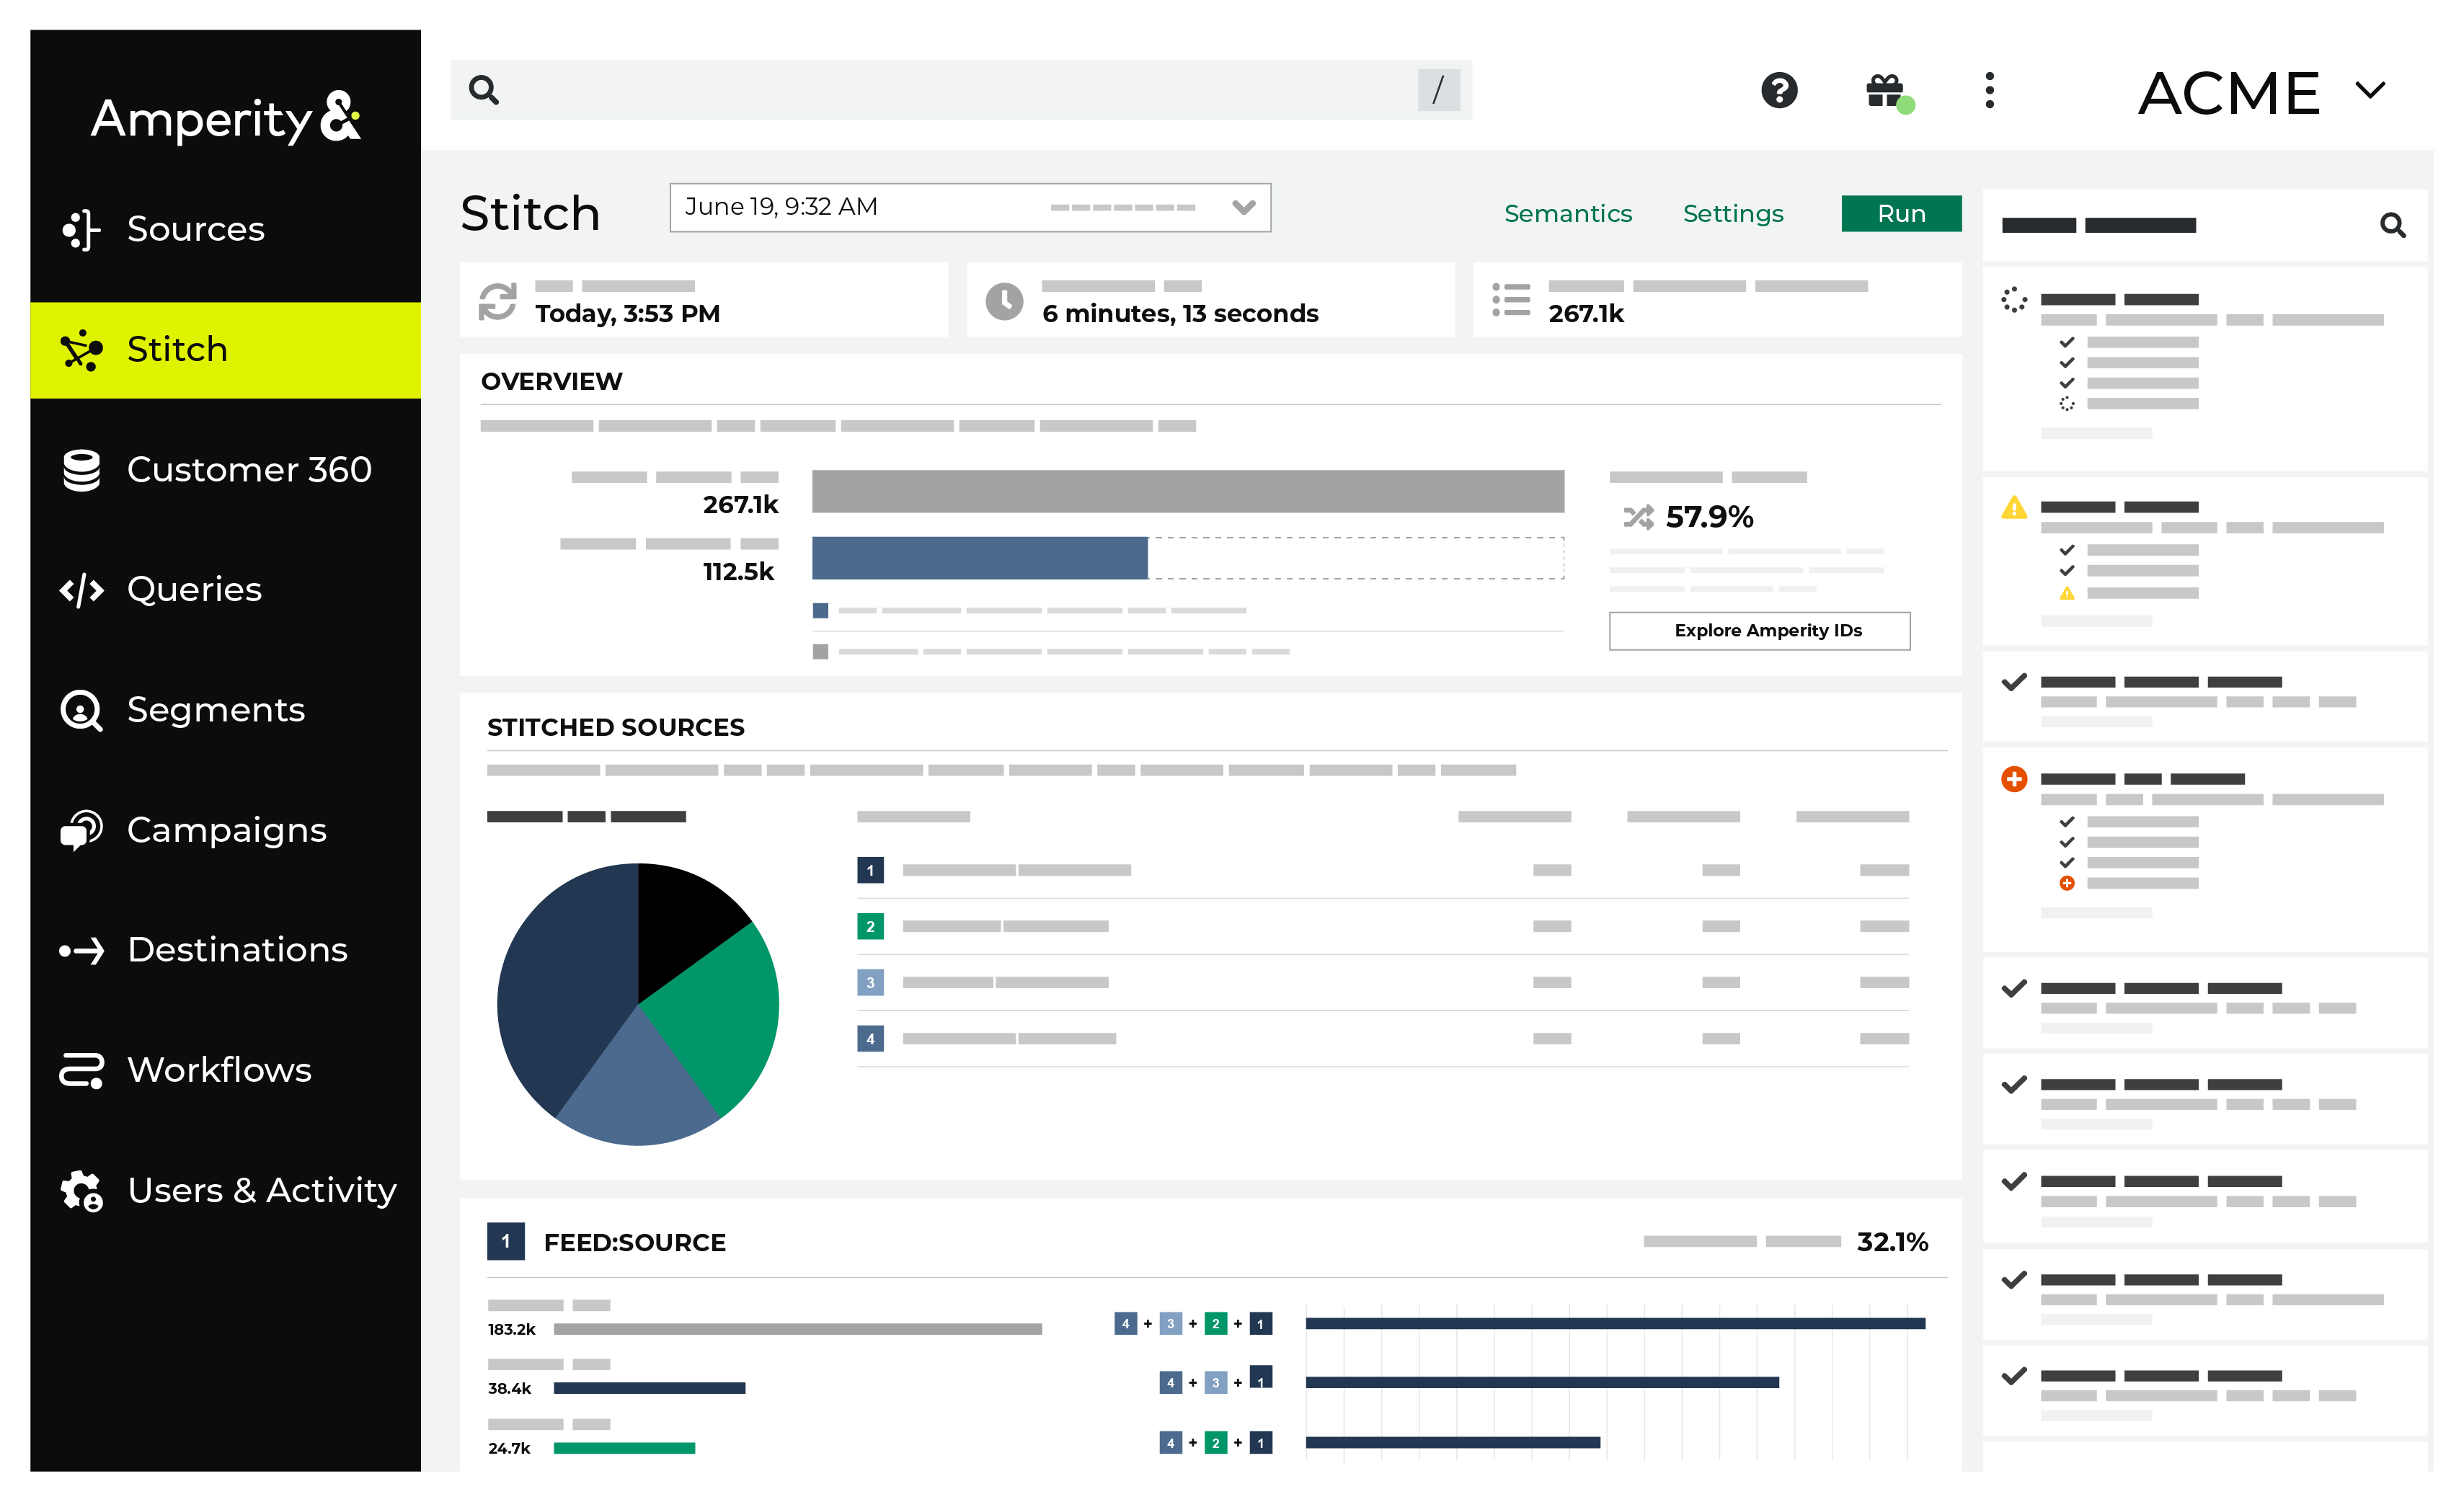 Amperity
Sources
Stitch
Customer 360
Queries
Segments
Campaigns
Destinations
Workflows
Users & Activity
/
?
ACME
Stitch
June 19, 9:32 AM
Semantics
Settings
Run
Today, 3:53 PM
6 minutes, 13 seconds
267.1k
OVERVIEW
267.1k
112.5k
57.9%
Explore Amperity IDs
STITCHED SOURCES
1
2
3
4
1 FEED:SOURCE
32.1%
183.2k
4 + 3 + 2 + 1
38.4k
4 + 3 + 1
24.7k
4 + 2 + 1